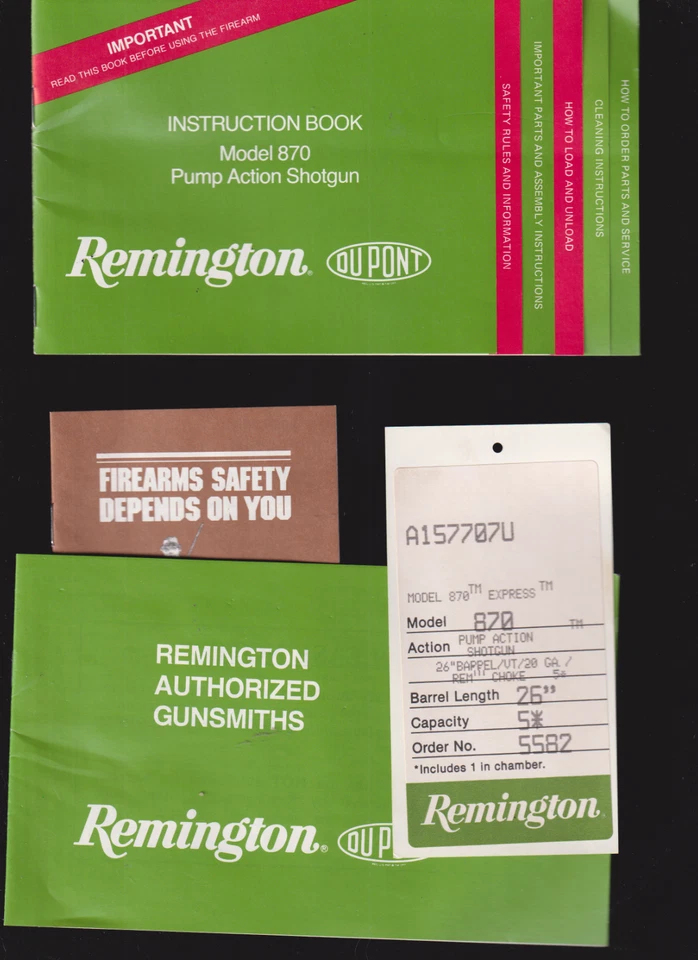 IMPORTANT
READ THIS BOOK BEFORE USING THE FIREARM
INSTRUCTION BOOK
Model 870
Pump Action Shotgun
Remington®
DU PONT
SAFETY RULES AND INFORMATION
IMPORTANT PARTS AND ASSEMBLY INSTRUCTIONS
HOW TO LOAD AND UNLOAD
CLEANING INSTRUCTIONS
HOW TO ORDER PARTS AND SERVICE
FIREARMS SAFETY
DEPENDS ON YOU
A157707U
MODEL 870™ EXPRESS™
Model 870 ™
Action PUMP ACTION
SHOTGUN
26"BARREL/VT/20 GA./
REM™ CHOKE 5*
Barrel Length 26"
Capacity 5*
Order No. 5582
*Includes 1 in chamber.
Remington®
REMINGTON
AUTHORIZED
GUNSMITHS
Remington®
DU P